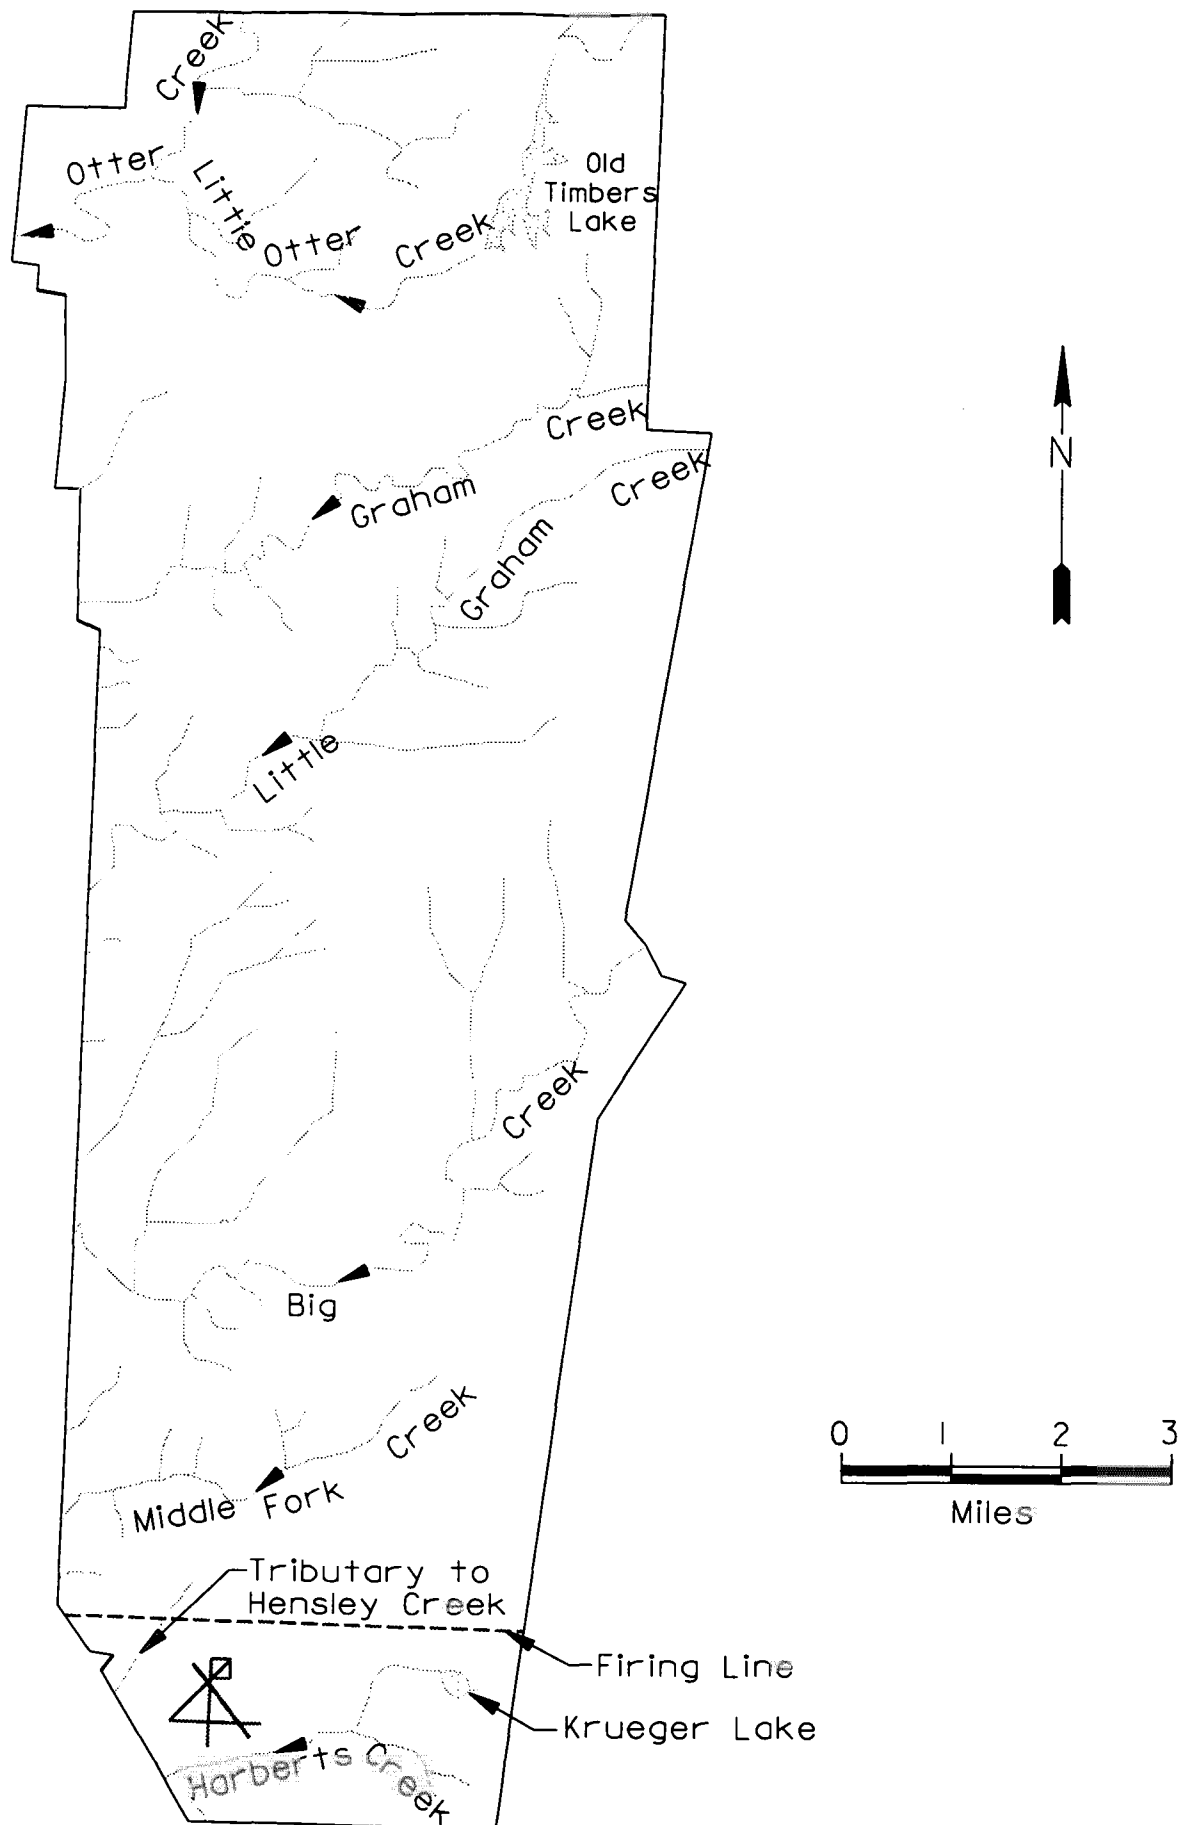 Creek
Otter
Little
Otter
Creek
Old
Timbers
Lake
Creek
Graham
Creek
Graham
Little
N
Creek
Big
Creek
Middle Fork
0 1 2 3
Miles
Tributary to
Hensley Creek
Firing Line
Krueger Lake
Harberts Creek